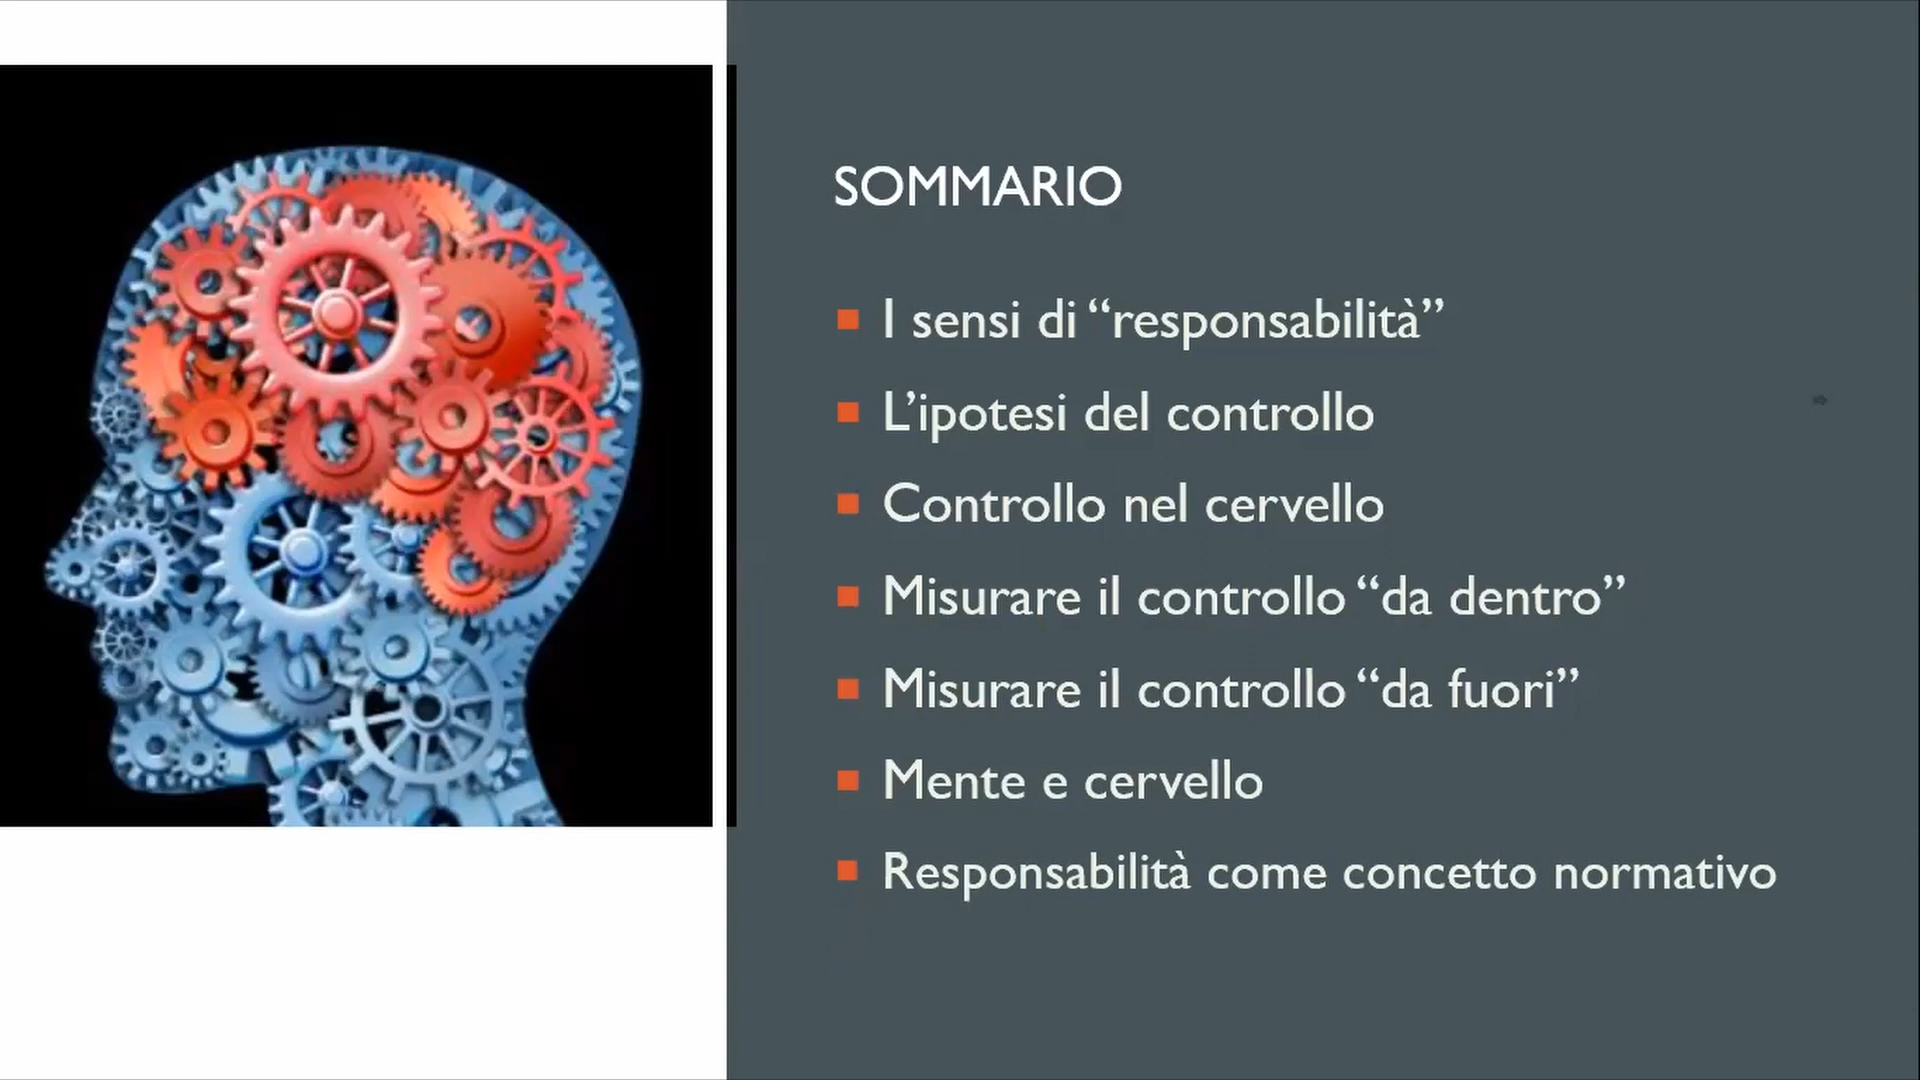 SOMMARIO
I sensi di “responsabilità”
L’ipotesi del controllo
Controllo nel cervello
Misurare il controllo “da dentro”
Misurare il controllo “da fuori”
Mente e cervello
Responsabilità come concetto normativo